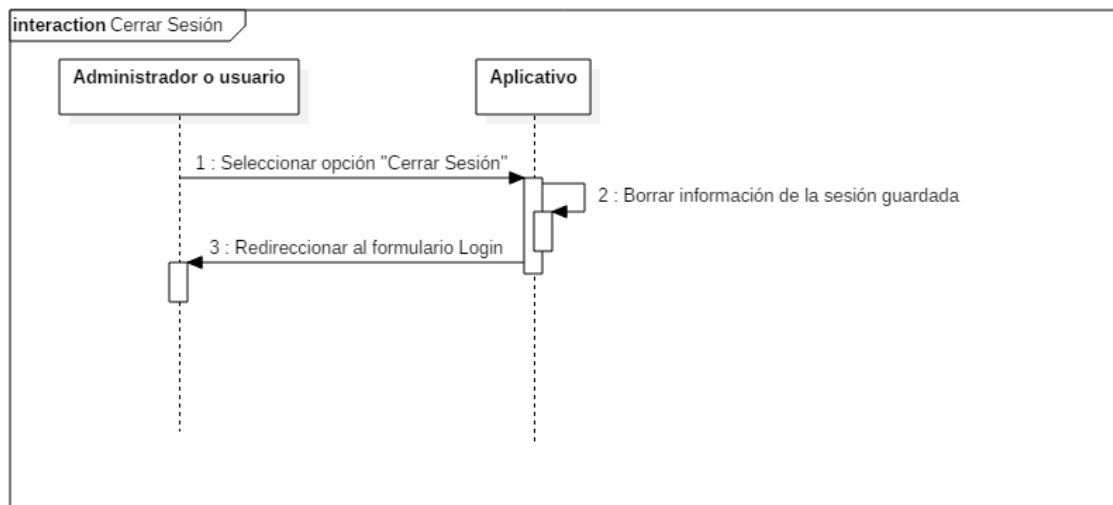 interaction Cerrar Sesión
Administrador o usuario
Aplicativo
1 : Seleccionar opción "Cerrar Sesión"
2 : Borrar información de la sesión guardada
3 : Redireccionar al formulario Login